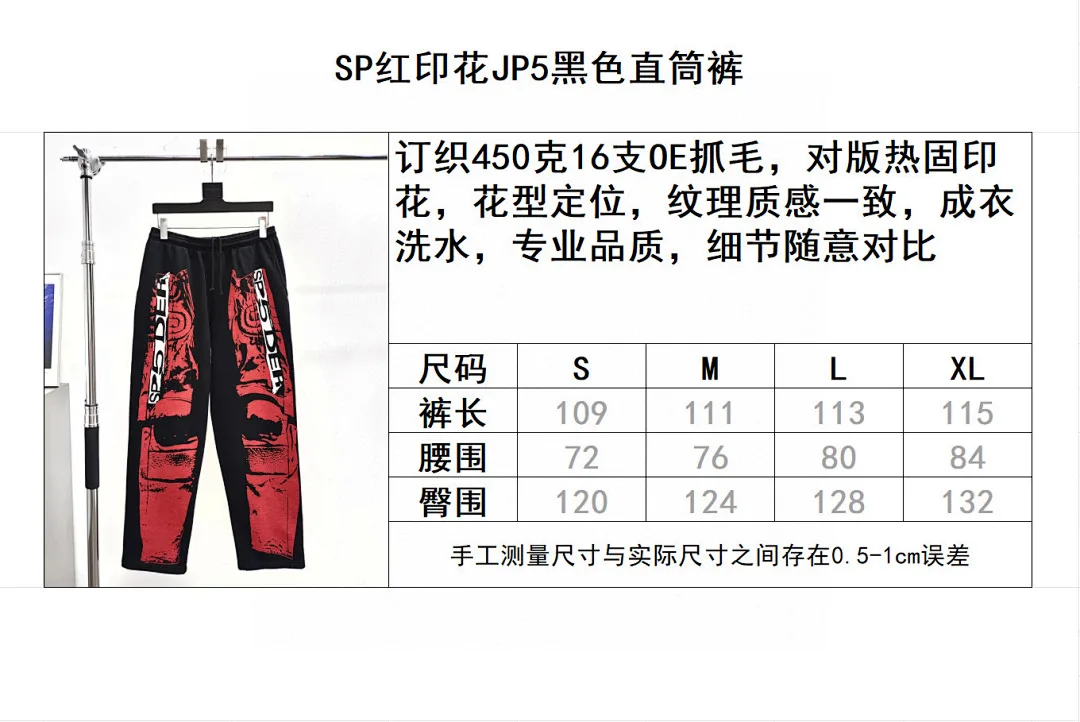 SP红印花JP5黑色直筒裤
订织450克16支OE抓毛，对版热固印
花，花型定位，纹理质感一致，成衣
洗水，专业品质，细节随意对比
尺码 S M L XL
裤长 109 111 113 115
腰围 72 76 80 84
臀围 120 124 128 132
手工测量尺寸与实际尺寸之间存在0.5-1cm误差
SP5DER
SP5DER